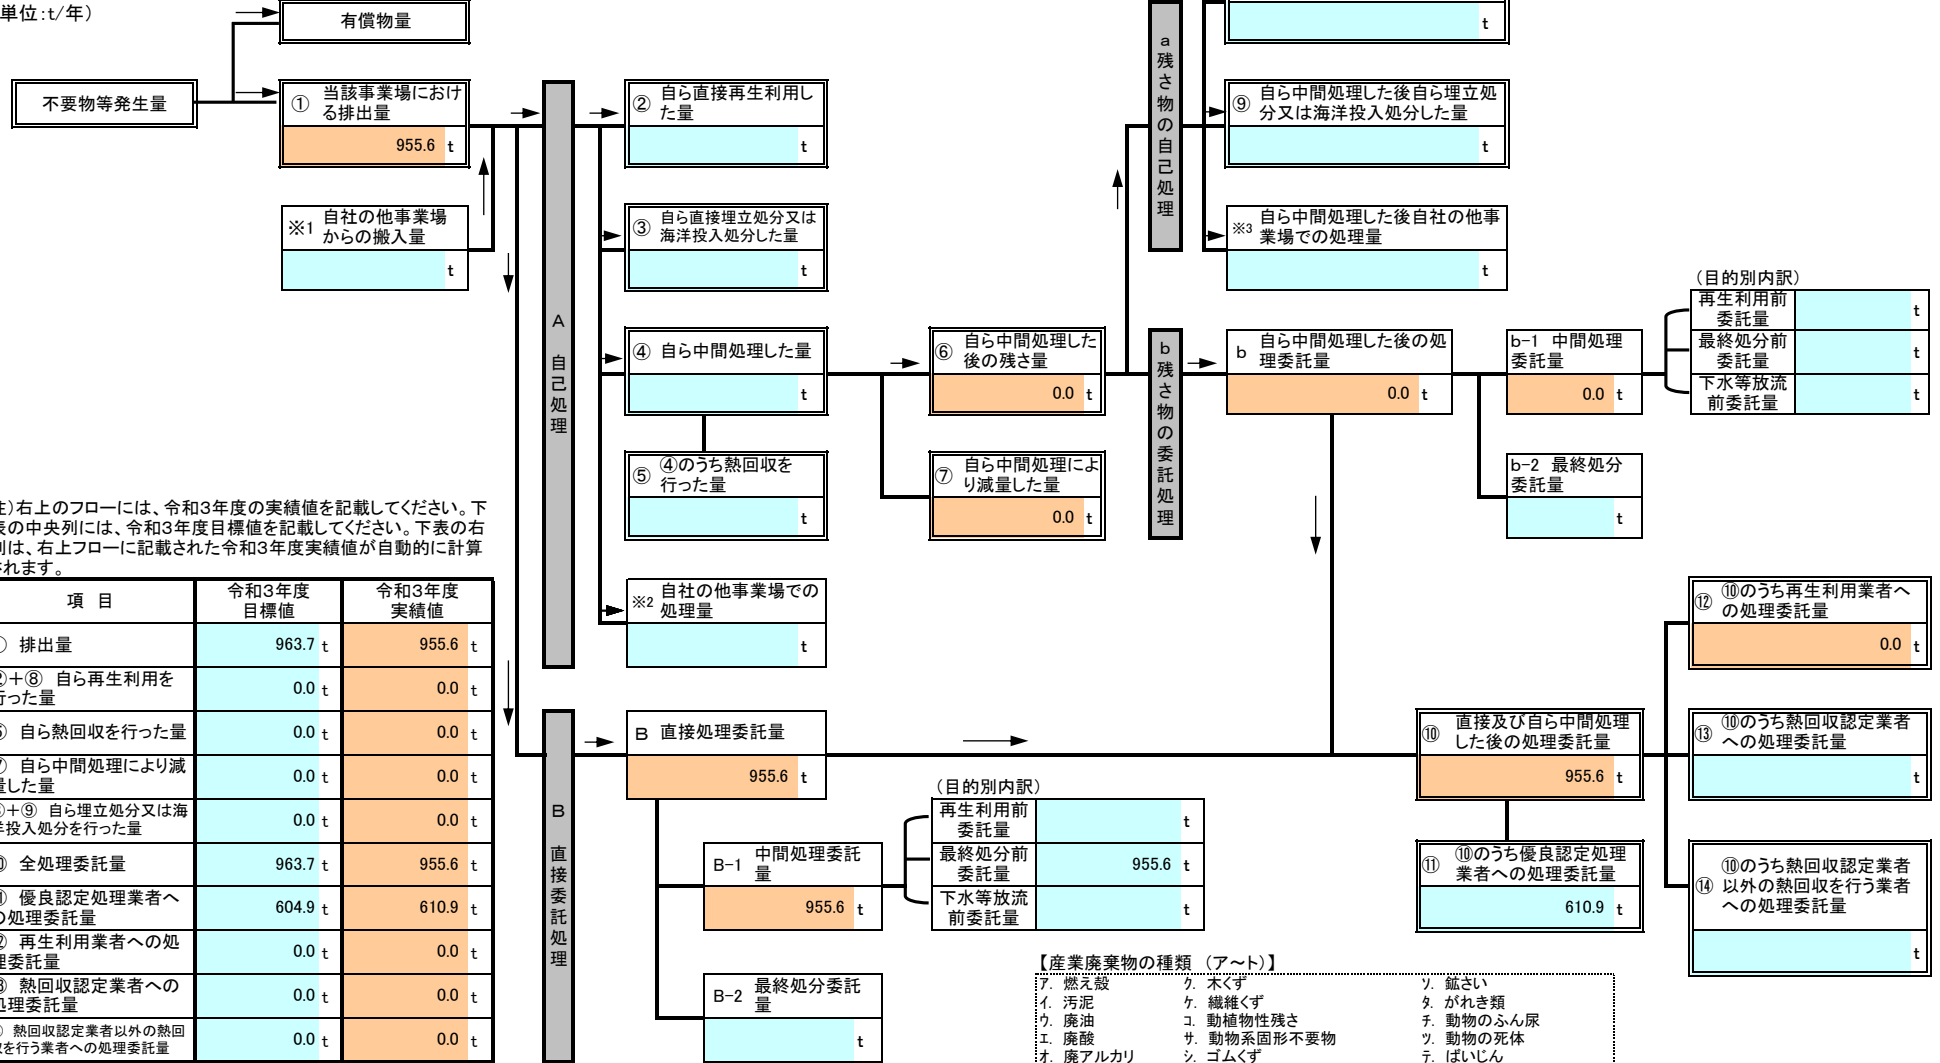 単位：t/年）
有償物量
不要物等発生量
① 当該事業場におけ
る排出量
955.6 t
※1 自社の他事業場
からの搬入量
t
A 自己処理
② 自ら直接再生利用し
た量
t
③ 自ら直接埋立処分又は
海洋投入処分した量
t
④ 自ら中間処理した量
t
⑤ ④のうち熱回収を
行った量
t
※2 自社の他事業場での
処理量
t
⑥ 自ら中間処理した
後の残さ量
0.0 t
⑦ 自ら中間処理によ
り減量した量
0.0 t
a 残さ物の自己処理
t
⑨ 自ら中間処理した後自ら埋立処
分又は海洋投入処分した量
t
※3 自ら中間処理した後自社の他事
業場での処理量
t
b 残さ物の委託処理
b 自ら中間処理した後の処
理委託量
0.0 t
b-1 中間処理
委託量
0.0 t
b-2 最終処分
委託量
t
（目的別内訳）
再生利用前
委託量
t
最終処分前
委託量
t
下水等放流
前委託量
t
）右上のフローには、令和3年度の実績値を記載してください。下
の中央列には、令和3年度目標値を記載してください。下表の右
は、右上フローに記載された令和3年度実績値が自動的に計算
れます。
項 目
令和3年度
目標値
令和3年度
実績値
排出量
963.7 t
955.6 t
＋⑧ 自ら再生利用を
った量
0.0 t
0.0 t
自ら熱回収を行った量
0.0 t
0.0 t
自ら中間処理により減
した量
0.0 t
0.0 t
＋⑨ 自ら埋立処分又は海
投入処分を行った量
0.0 t
0.0 t
全処理委託量
963.7 t
955.6 t
優良認定処理業者へ
処理委託量
604.9 t
610.9 t
再生利用業者への処
委託量
0.0 t
0.0 t
熱回収認定業者への
理委託量
0.0 t
0.0 t
熱回収認定業者以外の熱回
を行う業者への処理委託量
0.0 t
0.0 t
B 直接委託処理
B 直接処理委託量
955.6 t
B-1 中間処理委託
量
955.6 t
B-2 最終処分委託
量
t
（目的別内訳）
再生利用前
委託量
t
最終処分前
委託量
955.6 t
下水等放流
前委託量
t
⑩ 直接及び自ら中間処理
した後の処理委託量
955.6 t
⑪ ⑩のうち優良認定処理
業者への処理委託量
610.9 t
⑫ ⑩のうち再生利用業者へ
の処理委託量
0.0 t
⑬ ⑩のうち熱回収認定業者
への処理委託量
t
⑭ ⑩のうち熱回収認定業者
以外の熱回収を行う業者
への処理委託量
t
【産業廃棄物の種類 （ア～ト）】
ア. 燃え殻
イ. 汚泥
ウ. 廃油
エ. 廃酸
オ. 廃アルカリ
ク. 木くず
ケ. 繊維くず
コ. 動植物性残さ
サ. 動物系固形不要物
シ. ゴムくず
ソ. 鉱さい
タ. がれき類
チ. 動物のふん尿
ツ. 動物の死体
テ. ばいじん